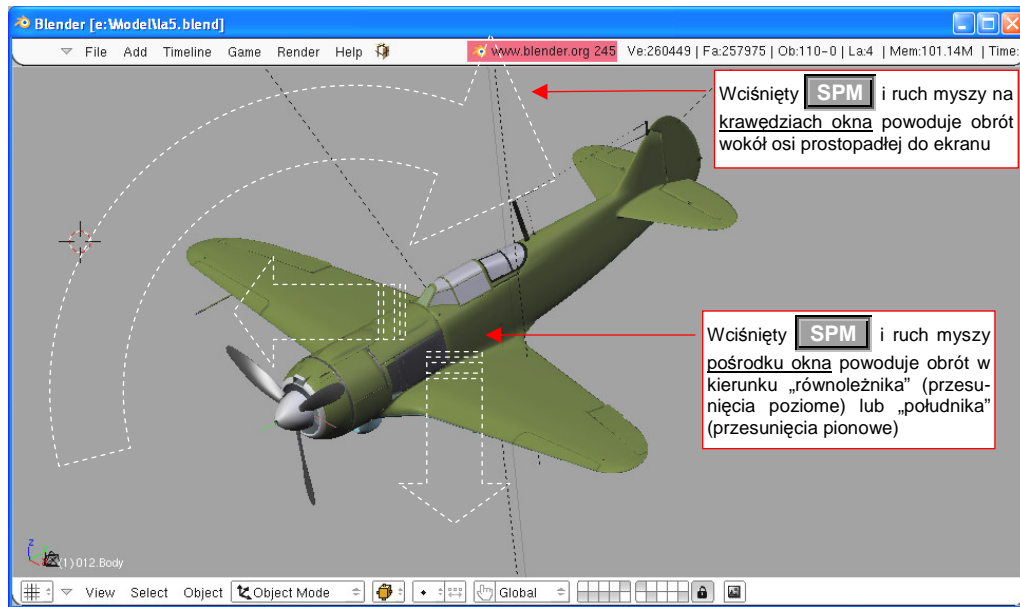 Blender [e:\Model\la5.blend]
File Add Timeline Game Render Help
www.blender.org 245 Ve:260449 | Fa:257975 | Ob:110-0 | La:4 | Mem:101.14M | Time:
Wciśnięty SPM i ruch myszy na
krawędziach okna powoduje obrót
wokół osi prostopadłej do ekranu
Wciśnięty SPM i ruch myszy
pośrodku okna powoduje obrót w
kierunku „równoleżnika” (przesu-
nięcia poziome) lub „południka”
(przesunięcia pionowe)
z
(1) 012.Body
View Select Object Object Mode Global